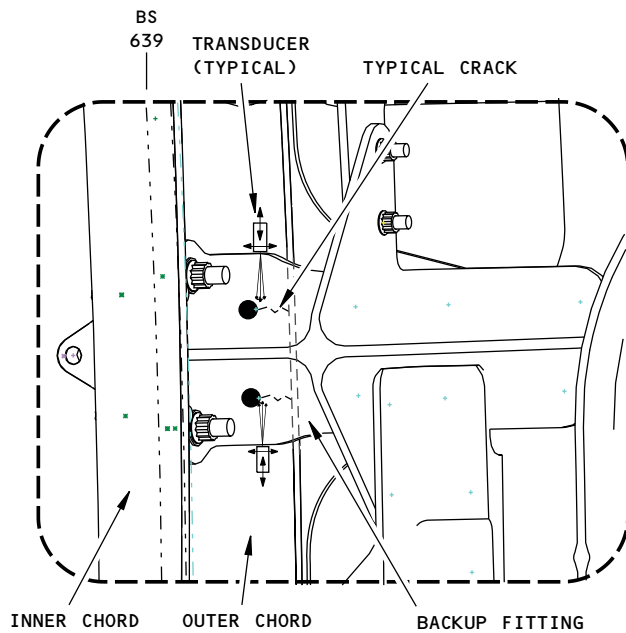 BS
639
TRANSDUCER
(TYPICAL)
TYPICAL CRACK
INNER CHORD
OUTER CHORD
BACKUP FITTING